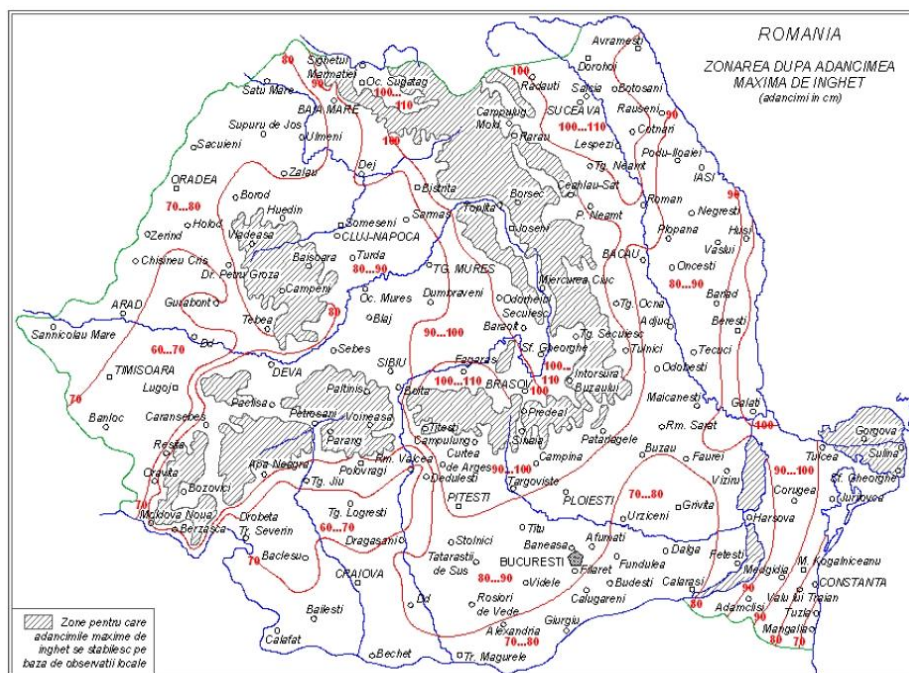 ROMANIA
ZONAREA DUPA ADANCIMEA
MAXIMA DE INGHET
(adancimi in cm)
Avramesti
Sighetul
Marmatiei
Oc. Sugatag
Dorohoi
80
90
100
Radauti
Satu Mare
BAIA MARE
100...
110
Salcia
Botosani
SUCEAVA
Rauseni
90
Supuru de Jos
Ulmeni
Campulug
Mold.
100...110
Cotnari
Sacuieni
100
Rarau
Lespezi
Podu-Iloaiei
Zalau
Dej
Tg. Neamt
IASI
ORADEA
Bistrita
Ceahlau-Sat
90
Borod
Borsec
Roman
70...80
Huedin
Sarmas
Toplita
P. Neamt
Negresti
Holod
Someseni
Husi
Zerind
Vladeasa
CLUJ-NAPOCA
Joseni
Plopana
Vaslui
Chisineu Cris
Baisoara
Turda
BACAU
Dr. Petru Groza
80...90
TG. MURES
Miercurea Ciuc
Oncesti
80...90
Campeni
Oc. Mures
Dumbraveni
Odorheiu
Secuiesc
Tg. Ocna
Barlad
ARAD
Gurabont
80
Blaj
Adjud
Beresti
Sannicolau Mare
Tebea
90...100
Baraolt
Tg. Secuiesc
60...70
Sebes
Sf. Gheorghe
Tulnici
Tecuci
TIMISOARA
DEVA
SIBIU
Fagaras
100...
110
Odobesti
Lugoj
Paltinis
Boita
100...110
BRASOV
100
Intorsura
Buzaului
70
Maicanesti
Galati
Banloc
Caransebes
Petrosani
Voineasa
Predeal
100
Parang
Campulung
Sinaia
Patarlagele
Rm. Sarat
Gorgova
Resita
Curtea
de Arges
Buzau
Tulcea
Sulina
Oravita
Apa Neagra
Polovragi
Rm. Valcea
Campina
Faurei
90...100
Sf. Gheorghe
Bozovici
Tg. Jiu
Dedulesti
90...100
Targoviste
70...80
Viziru
Corugea
Jurilovca
70
PITESTI
PLOIESTI
Grivita
Moldova Noua
Drobeta
Tr. Severin
Tg. Logresti
Urziceni
Harsova
Berzasca
60...70
Dragasani
Stolnici
Titu
Baneasa
Afumati
Dalga
Fetesti
70
Baclesu
Tatarastii
de Sus
BUCURESTI
Fundulea
Medgidia
M. Kogalniceanu
CRAIOVA
80...90
Filaret
Videle
Budesti
Calarasi
CONSTANTA
Bailesti
Rosiori
de Vede
Calugareni
90
Valu lui Traian
80
Adamclisi
Tuzla
Calafat
Alexandria
Giurgiu
90
Mangalia
70...80
80
70
Bechet
Tr. Magurele
Zone pentru care
adancimile maxime de
inghet se stabilesc pe
baza de observatii locale